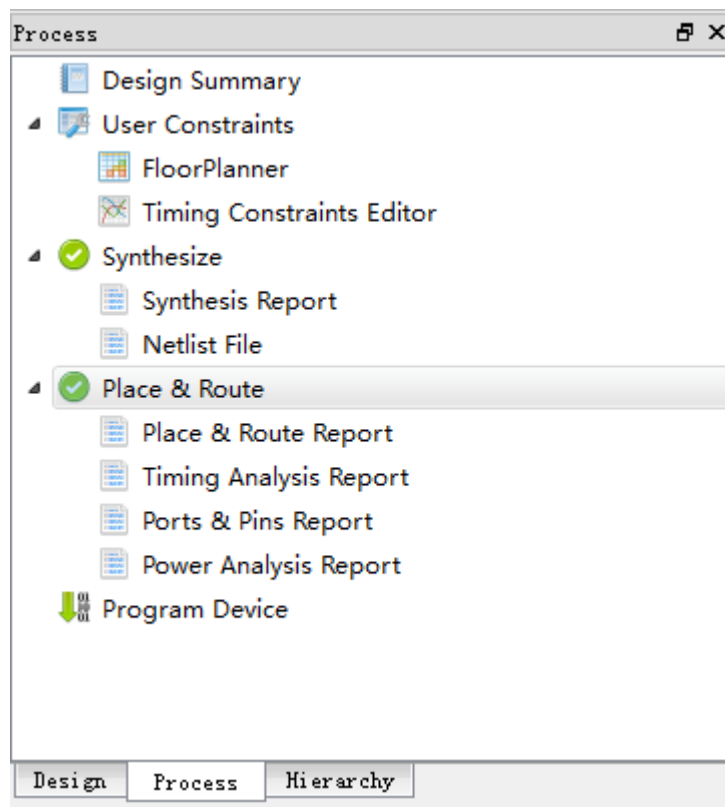 Process
Design Summary
User Constraints
FloorPlanner
Timing Constraints Editor
Synthesize
Synthesis Report
Netlist File
Place & Route
Place & Route Report
Timing Analysis Report
Ports & Pins Report
Power Analysis Report
Program Device
Design Process Hierarchy